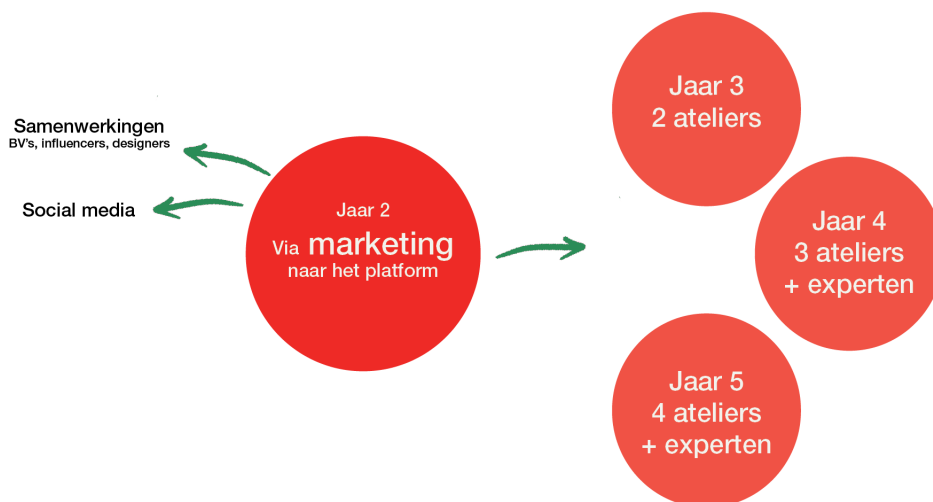 Samenwerkingen
BV's, influencers, designers
Social media
Jaar 2
Via marketing
naar het platform
Jaar 3
2 ateliers
Jaar 4
3 ateliers
+ experten
Jaar 5
4 ateliers
+ experten